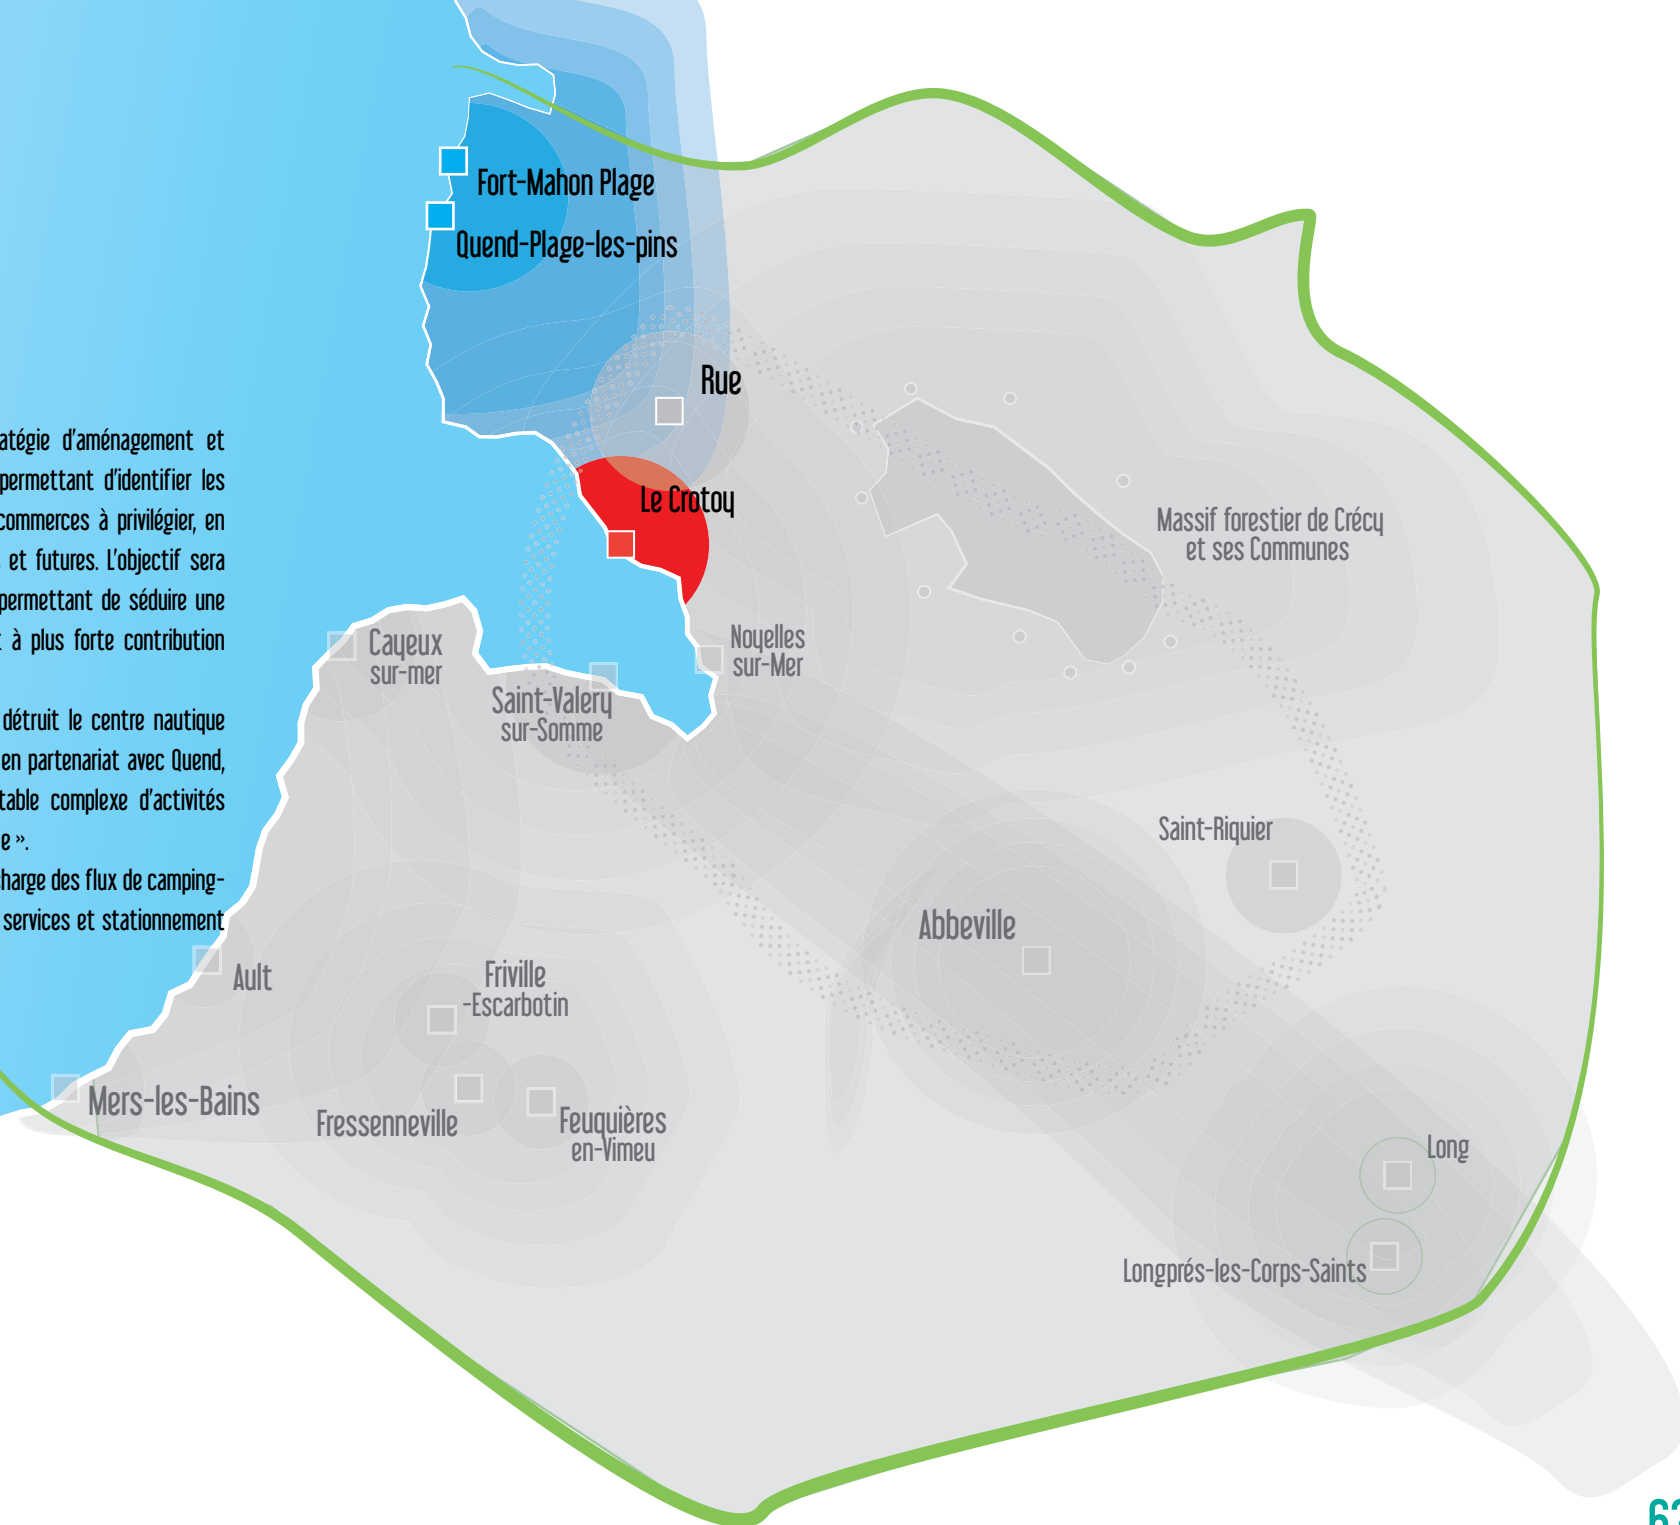 atégie d'aménagement et
permettant d'identifier les
commerces à privilégier, en
et futures. L'objectif sera
permettant de séduire une
à plus forte contribution
détruit le centre nautique
en partenariat avec Quend,
table complexe d'activités
e ».
charge des flux de camping-
services et stationnement
Fort-Mahon Plage
Quend-Plage-les-pins
Rue
Le Crotoy
Massif forestier de Crécy
et ses Communes
Noyelles
sur-Mer
Cayeux
sur-mer
Saint-Valery
sur-Somme
Saint-Riquier
Abbeville
Ault
Friville
-Escarbotin
Mers-les-Bains
Fressenneville
Feuquières
en-Vimeu
Long
Longprés-les-Corps-Saints